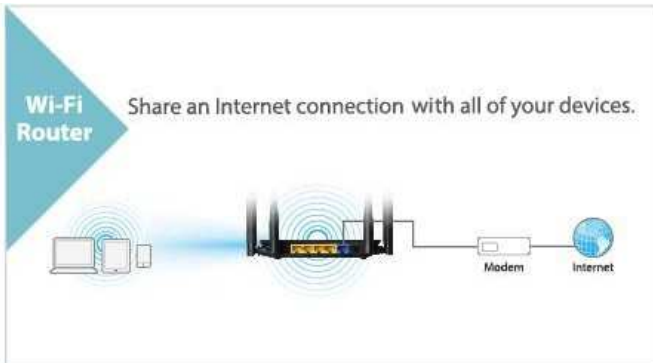 Wi-Fi
Router
Share an Internet connection with all of your devices.
Modem
Internet